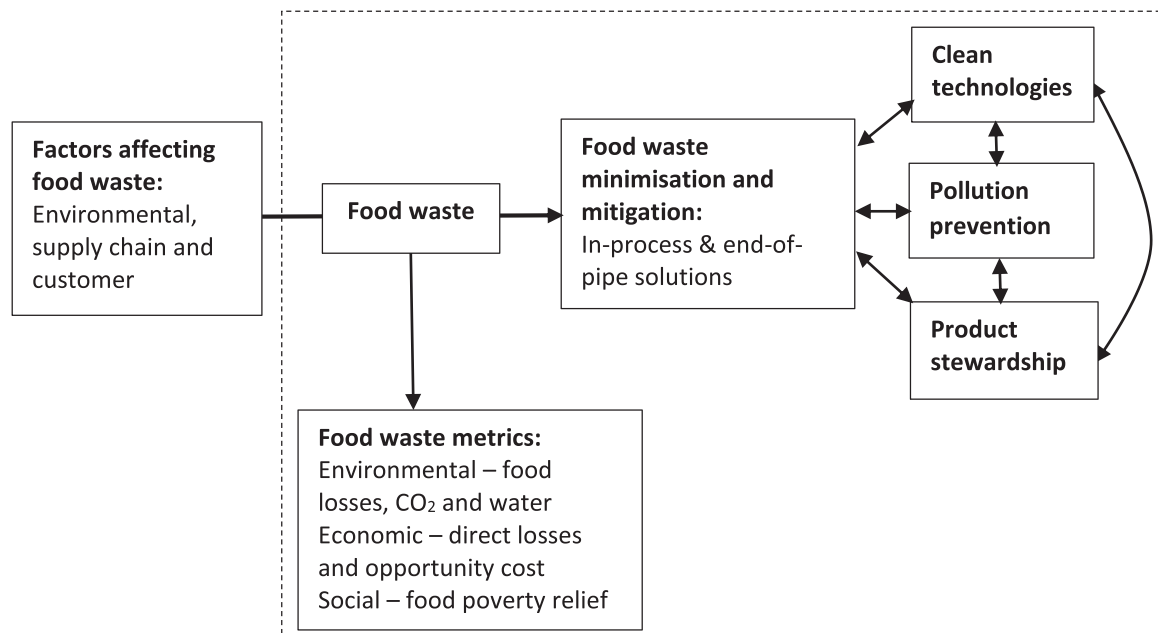 Factors affecting
food waste:
Environmental,
supply chain and
customer
Food waste
Food waste
minimisation and
mitigation:
In-process & end-of-
pipe solutions
Clean
technologies
Pollution
prevention
Product
stewardship
Food waste metrics:
Environmental – food
losses, CO₂ and water
Economic – direct losses
and opportunity cost
Social – food poverty relief